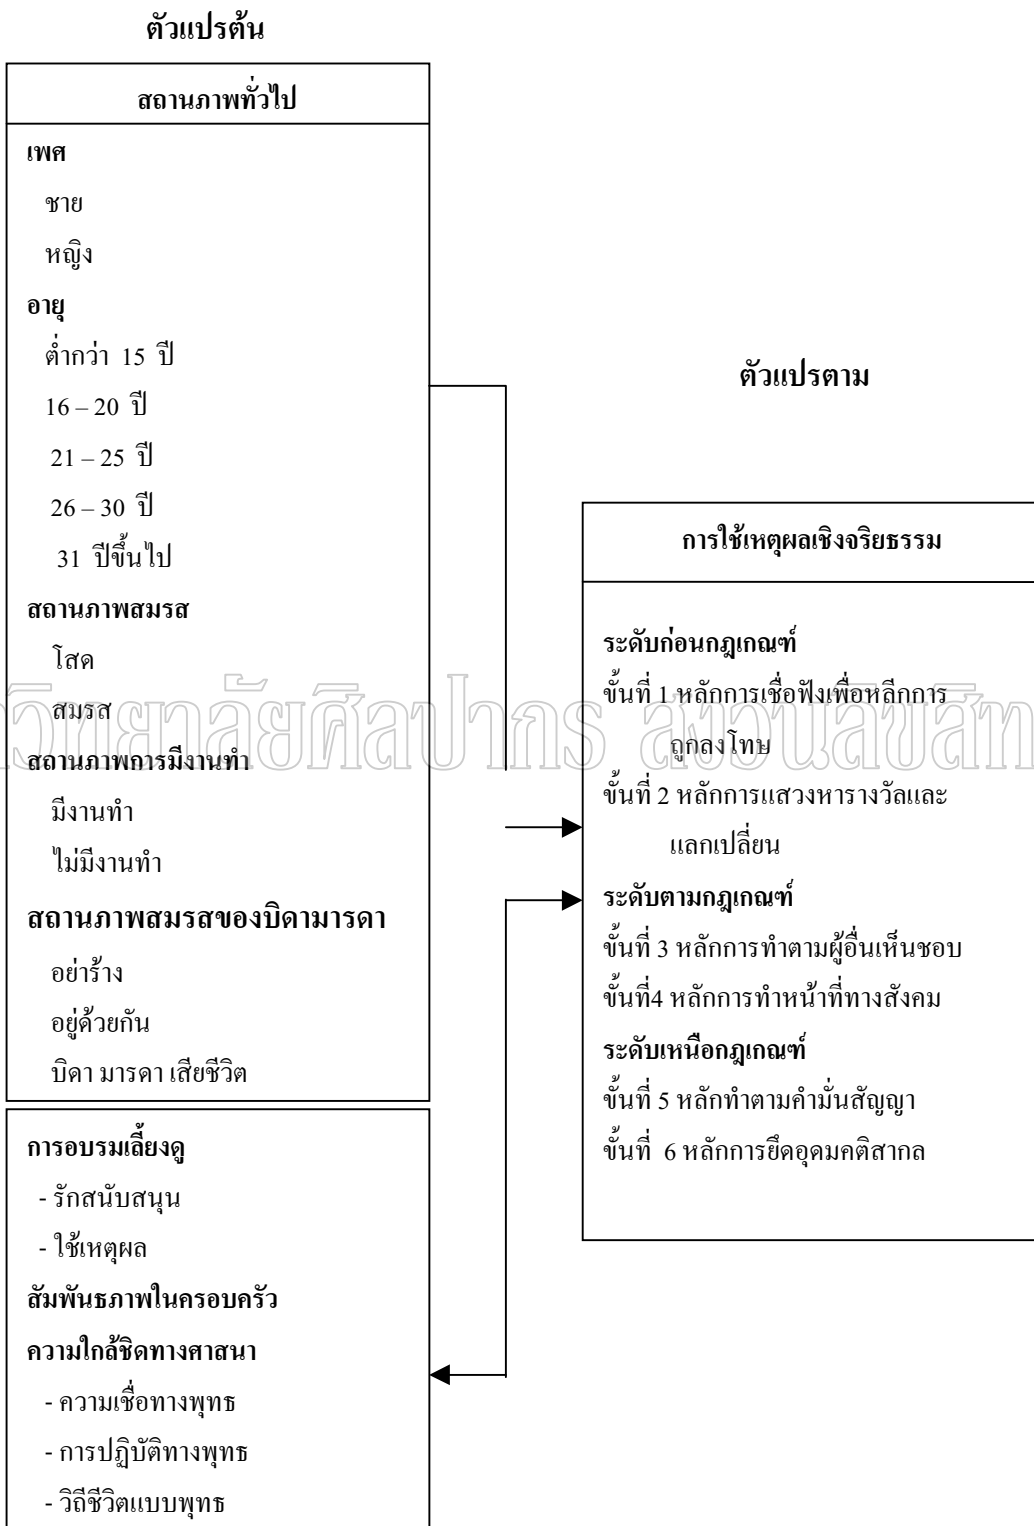 ตัวแปรต้น
สถานภาพทั่วไป
เพศ
ชาย
หญิง
อายุ
ต่ำกว่า 15 ปี
16 – 20 ปี
21 – 25 ปี
26 – 30 ปี
31 ปีขึ้นไป
สถานภาพสมรส
โสด
สมรส
สถานภาพการมีงานทำ
มีงานทำ
ไม่มีงานทำ
สถานภาพสมรสของบิดามารดา
อย่าร้าง
อยู่ด้วยกัน
บิดา มารดา เสียชีวิต
การอบรมเลี้ยงดู
- รักสนับสนุน
- ใช้เหตุผล
สัมพันธภาพในครอบครัว
ความใกล้ชิดทางศาสนา
- ความเชื่อทางพุทธ
- การปฏิบัติทางพุทธ
- วิถีชีวิตแบบพุทธ
ตัวแปรตาม
การใช้เหตุผลเชิงจริยธรรม
ระดับก่อนกฎเกณฑ์
ขั้นที่ 1 หลักการเชื่อฟังเพื่อหลีกการ
ถูกลงโทษ
ขั้นที่ 2 หลักการแสวงหารางวัลและ
แลกเปลี่ยน
ระดับตามกฎเกณฑ์
ขั้นที่ 3 หลักการทำตามผู้อื่นเห็นชอบ
ขั้นที่4 หลักการทำหน้าที่ทางสังคม
ระดับเหนือกฎเกณฑ์
ขั้นที่ 5 หลักทำตามคำมั่นสัญญา
ขั้นที่ 6 หลักการยึดอุดมคติสากล
วิทยาลัยศิลปากร สงวนลิขสิท